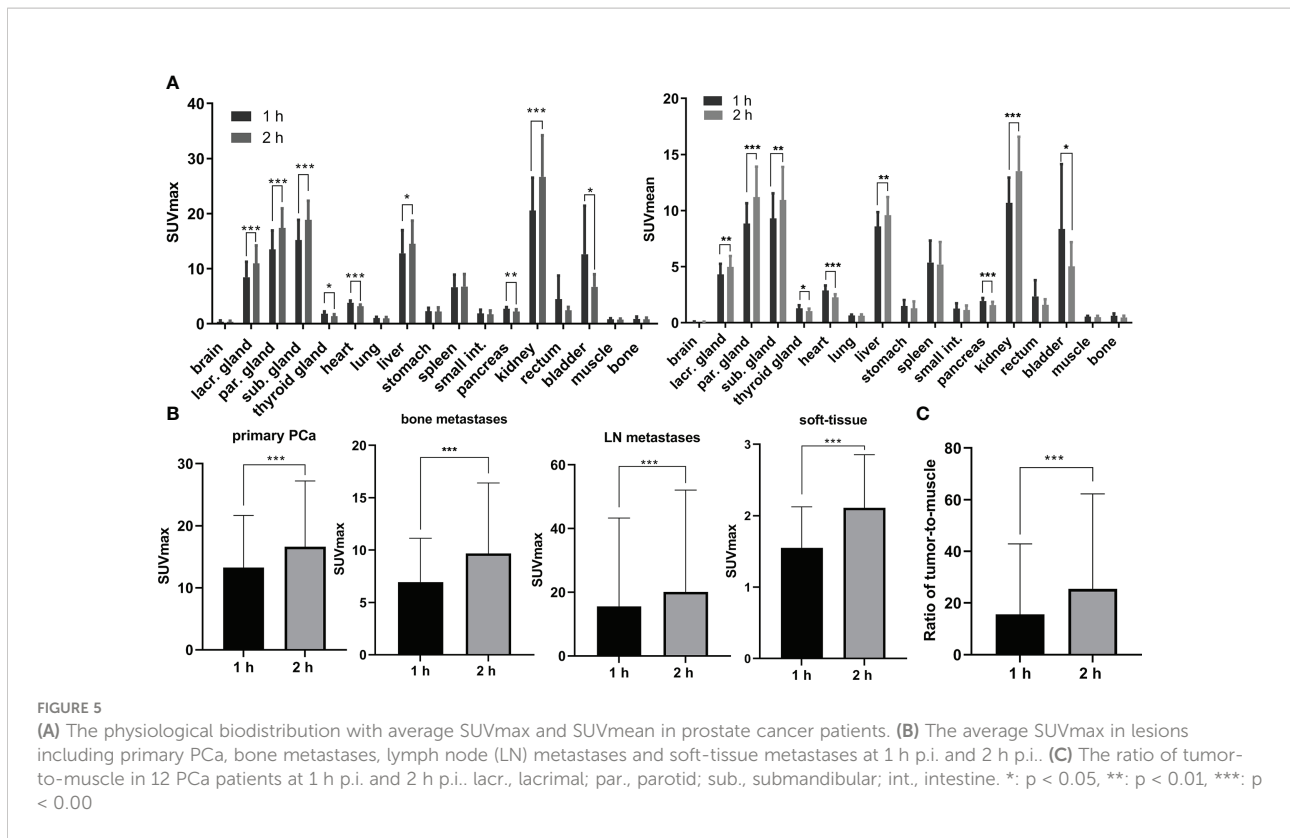 A
40
30
20
10
0
SUVmax
1 h
2 h
***
***
***
*
***
*
**
***
*
brain
lacr. gland
par. gland
sub. gland
thyroid gland
heart
lung
liver
stomach
spleen
small int.
pancreas
kidney
rectum
bladder
muscle
bone
20
15
10
5
0
SUVmean
1 h
2 h
**
***
**
*
***
**
***
***
*
brain
lacr. gland
par. gland
sub. gland
thyroid gland
heart
lung
liver
stomach
spleen
small int.
pancreas
kidney
rectum
bladder
muscle
bone
B
primary PCa
30
20
10
0
SUVmax
***
1 h
2 h
bone metastases
20
15
10
5
0
SUVmax
***
1 h
2 h
LN metastases
60
40
20
0
SUVmax
***
1 h
2 h
soft-tissue
3
2
1
0
SUVmax
***
1 h
2 h
C
80
60
40
20
0
Ratio of tumor-to-muscle
***
1 h
2 h
FIGURE 5
(A) The physiological biodistribution with average SUVmax and SUVmean in prostate cancer patients. (B) The average SUVmax in lesions
including primary PCa, bone metastases, lymph node (LN) metastases and soft-tissue metastases at 1 h p.i. and 2 h p.i.. (C) The ratio of tumor-
to-muscle in 12 PCa patients at 1 h p.i. and 2 h p.i.. lacr., lacrimal; par., parotid; sub., submandibular; int., intestine. *: p < 0.05, **: p < 0.01, ***: p
< 0.00